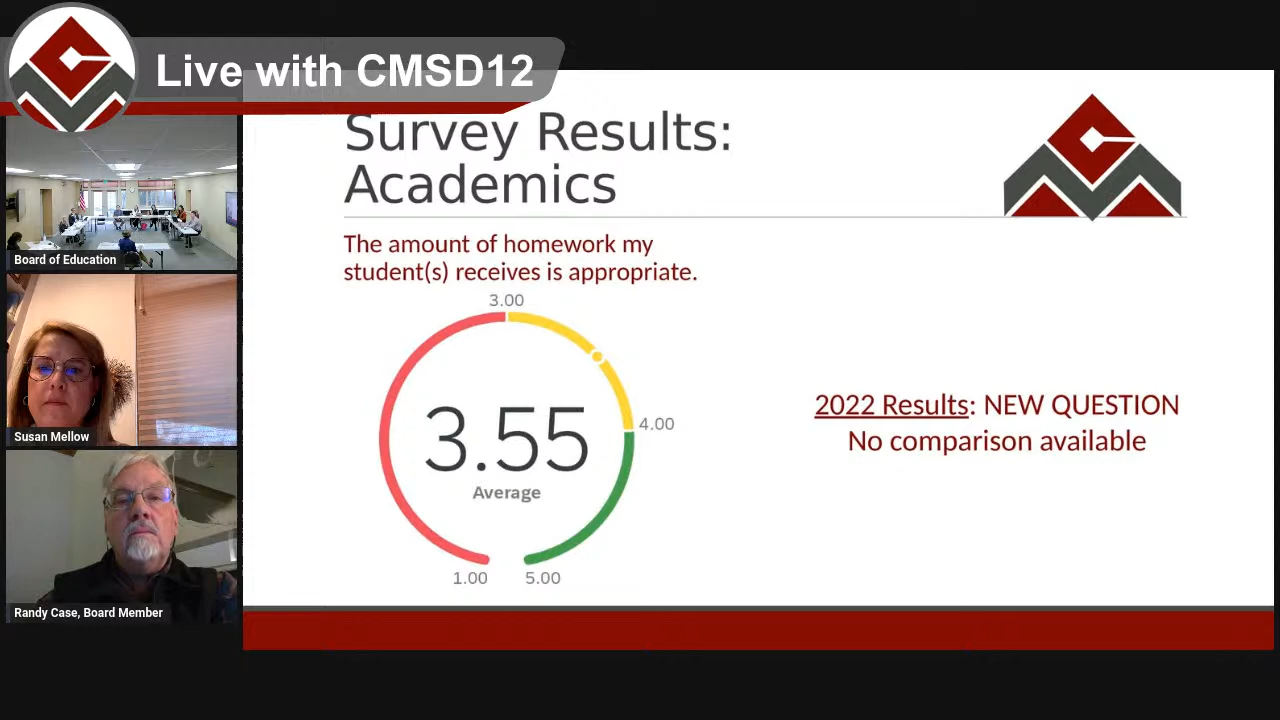 Live with CMSD12
Survey Results:
Academics
The amount of homework my
student(s) receives is appropriate.
3.00
4.00
3.55
Average
1.00
5.00
2022 Results: NEW QUESTION
No comparison available
Board of Education
Susan Mellow
Randy Case, Board Member